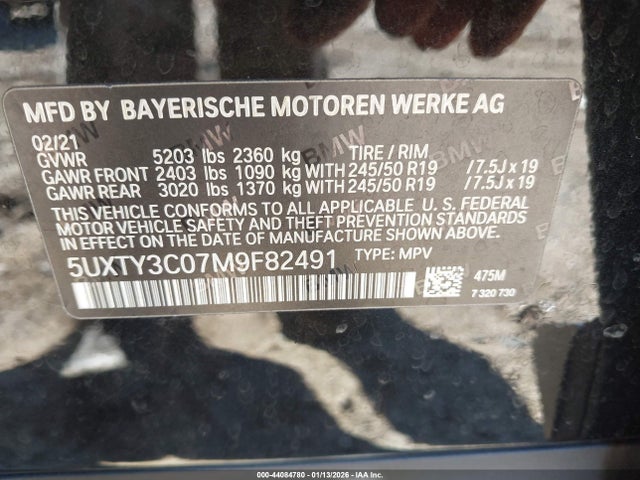 MFD BY BAYERISCHE MOTOREN WERKE AG
02/21
GVWR 5203 lbs 2360 kg TIRE / RIM
GAWR FRONT 2403 lbs 1090 kg WITH 245/50 R19 / 7.5J x 19
GAWR REAR 3020 lbs 1370 kg WITH 245/50 R19 / 7.5J x 19
THIS VEHICLE CONFORMS TO ALL APPLICABLE U. S. FEDERAL
MOTOR VEHICLE SAFETY AND THEFT PREVENTION STANDARDS
IN EFFECT ON THE DATE OF MANUFACTURE SHOWN ABOVE.
5UXTY3C07M9F82491 TYPE: MPV
475M
7 320 730
000-44084780 - 01/13/2026 - IAA Inc.